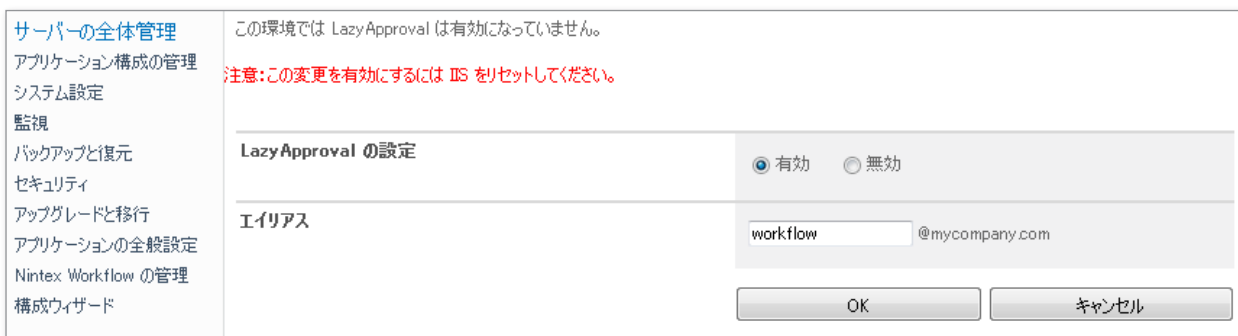 サーバーの全体管理
アプリケーション構成の管理
システム設定
監視
バックアップと復元
セキュリティ
アップグレードと移行
アプリケーションの全般設定
Nintex Workflow の管理
構成ウィザード
この環境では LazyApproval は有効になっていません。
注意:この変更を有効にするには IIS をリセットしてください。
LazyApproval の設定
有効 無効
エイリアス
workflow @mycompany.com
OK キャンセル